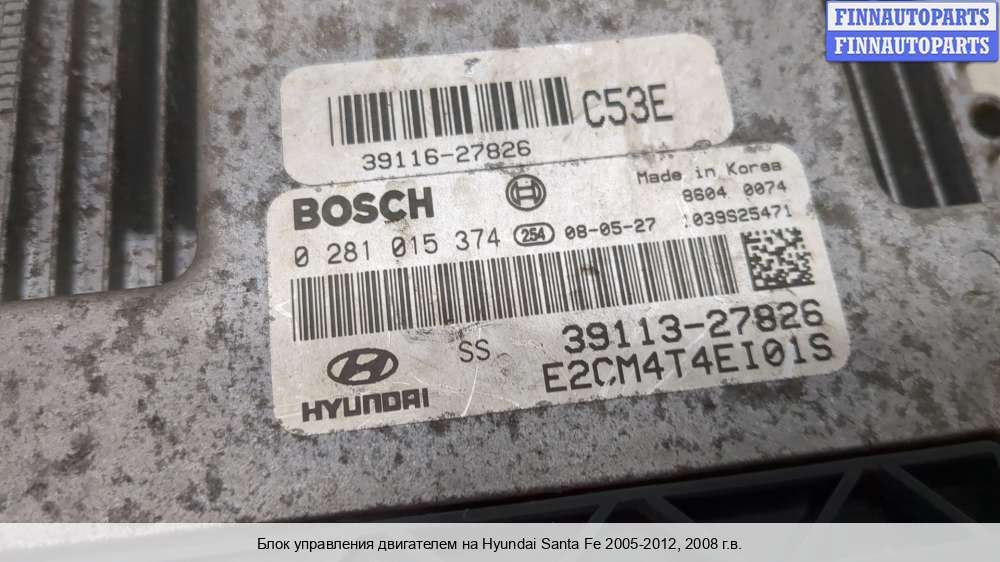 FINNAUTOPARTS
FINNAUTOPARTS
C53E
39116-27826
BOSCH
Made in Korea
8604 0074
0 281 015 374 254 08-05-27 1039S25471
39113-27826
SS
E2CM4T4EI01S
HYUNDAI
Блок управления двигателем на Hyundai Santa Fe 2005-2012, 2008 г.в.